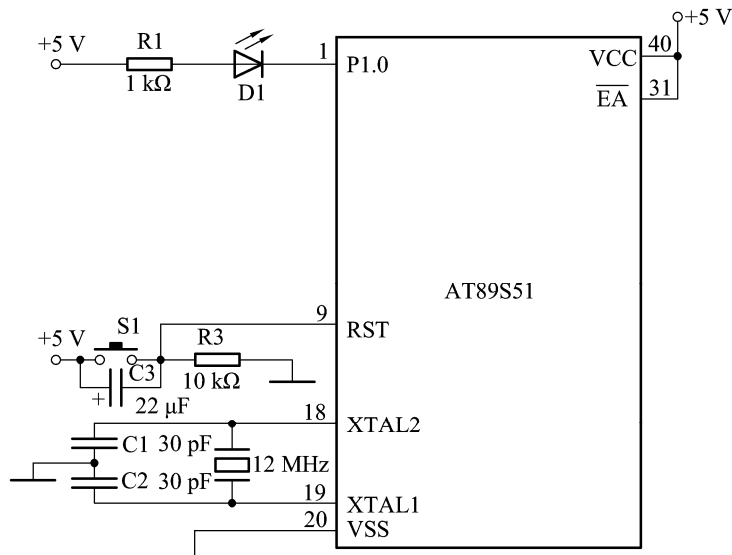 +5 V
R1
1 kΩ
D1
1
P1.0
VCC
40
+5 V
EA
31
AT89S51
9
RST
+5 V
S1
R3
10 kΩ
C3
+
22 μF
18
XTAL2
C1 30 pF
12 MHz
C2 30 pF
19
XTAL1
20
VSS